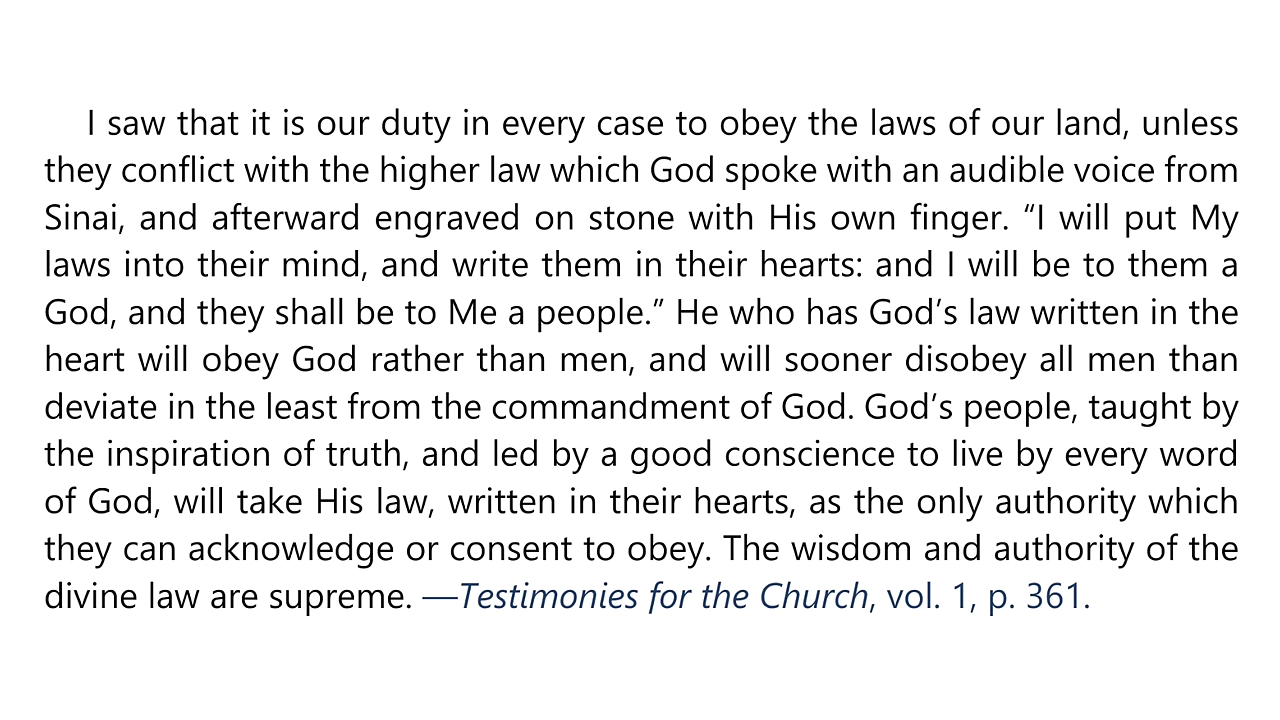 I saw that it is our duty in every case to obey the laws of our land, unless
they conflict with the higher law which God spoke with an audible voice from
Sinai, and afterward engraved on stone with His own finger. “I will put My
laws into their mind, and write them in their hearts: and I will be to them a
God, and they shall be to Me a people.” He who has God’s law written in the
heart will obey God rather than men, and will sooner disobey all men than
deviate in the least from the commandment of God. God’s people, taught by
the inspiration of truth, and led by a good conscience to live by every word
of God, will take His law, written in their hearts, as the only authority which
they can acknowledge or consent to obey. The wisdom and authority of the
divine law are supreme. —Testimonies for the Church, vol. 1, p. 361.